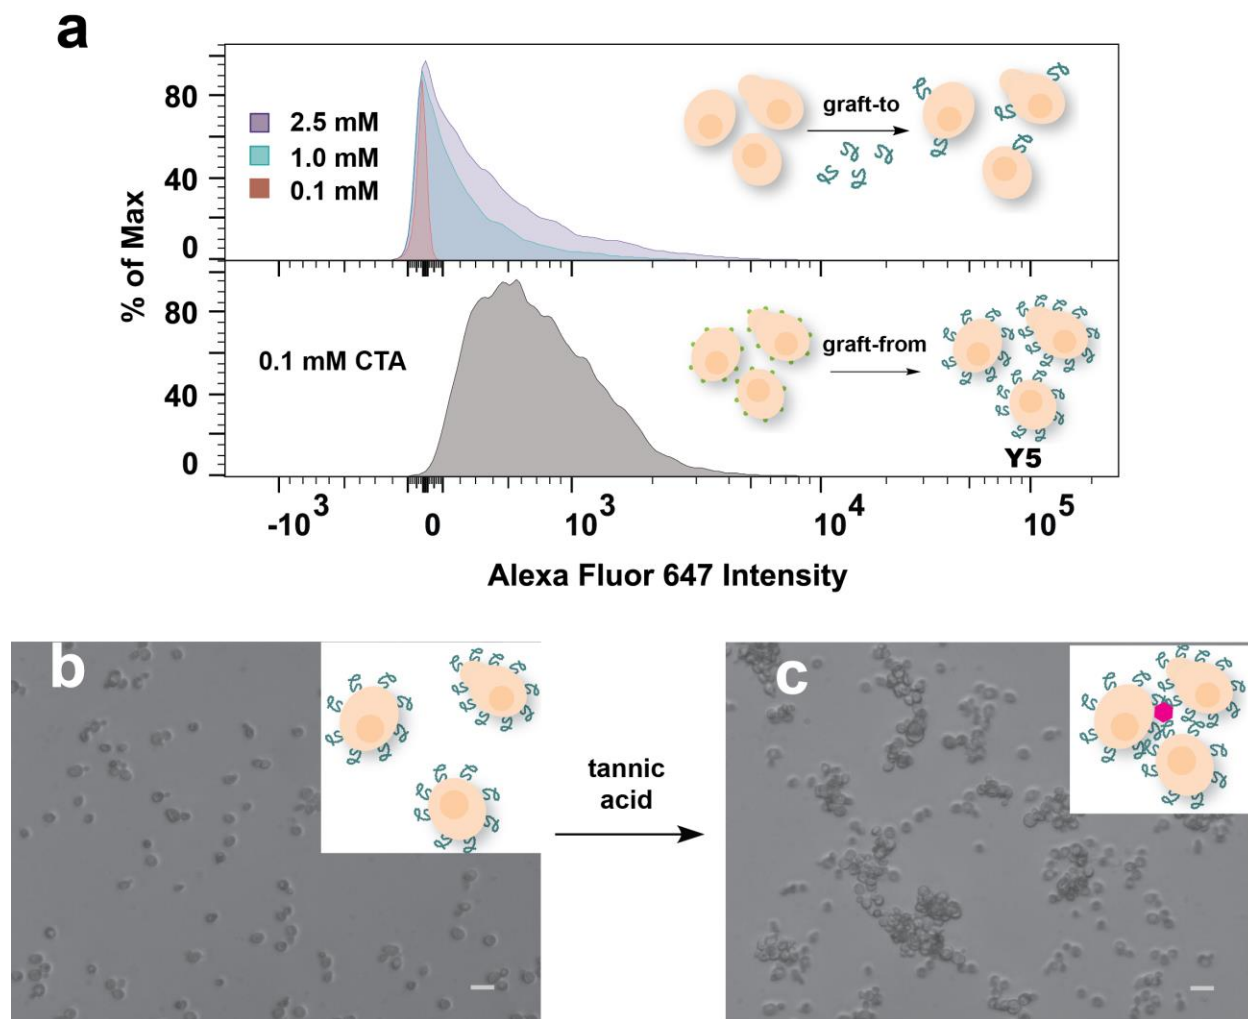 a
% of Max
80
40
0
2.5 mM
1.0 mM
0.1 mM
graft-to
80
40
0
0.1 mM CTA
graft-from
Y5
-10³ 0 10³ 10⁴ 10⁵
Alexa Fluor 647 Intensity
b
tannic
acid
c